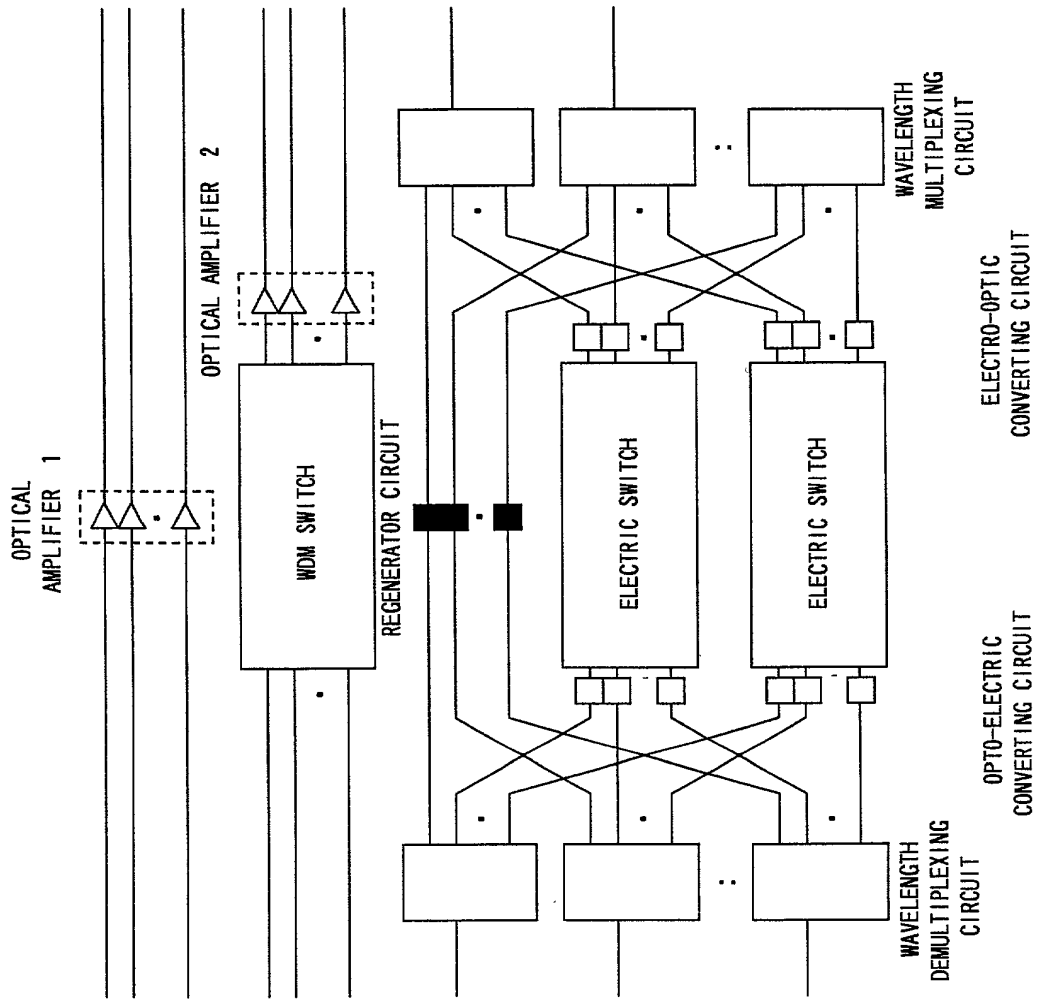 OPTICAL
AMPLIFIER 1
OPTICAL AMPLIFIER 2
WDM SWITCH
REGENERATOR CIRCUIT
ELECTRIC SWITCH
ELECTRIC SWITCH
WAVELENGTH
DEMULTIPLEXING
CIRCUIT
OPTO-ELECTRIC
CONVERTING CIRCUIT
ELECTRO-OPTIC
CONVERTING CIRCUIT
WAVELENGTH
MULTIPLEXING
CIRCUIT